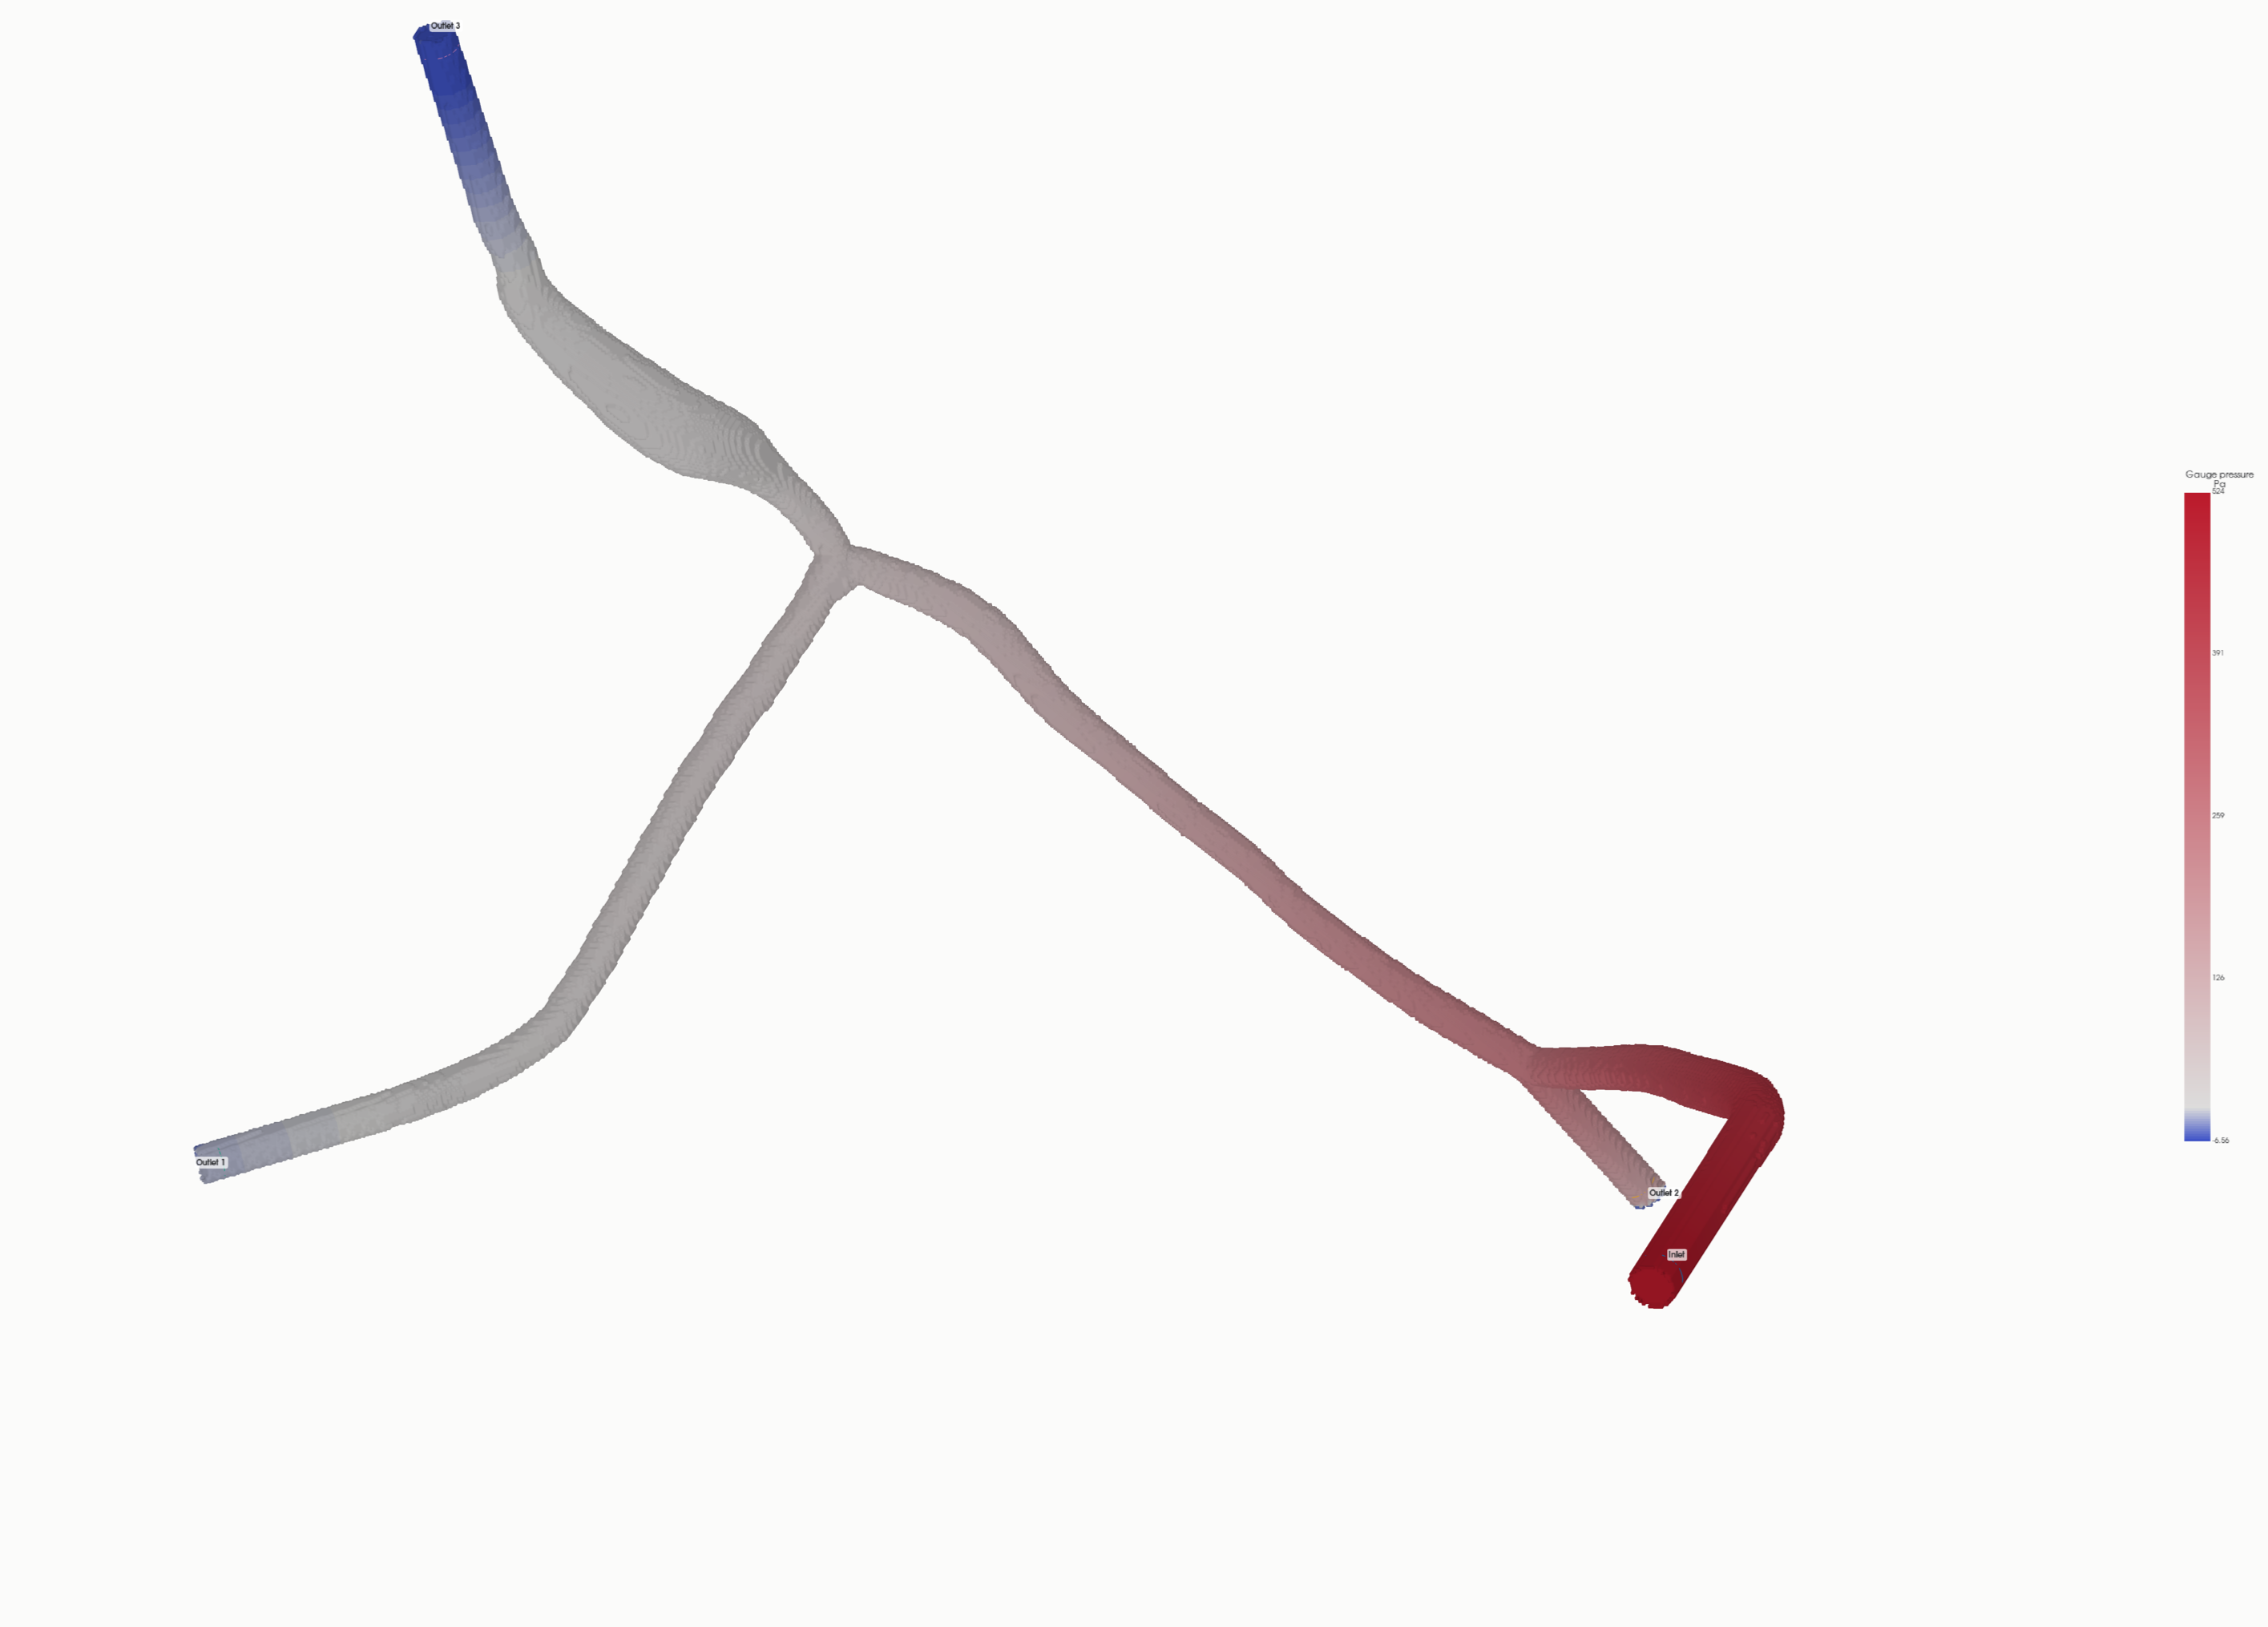 Outlet 3
Gauge pressure
Pa
524
391
259
126
-6.56
Outlet 1
Outlet 2
Inlet